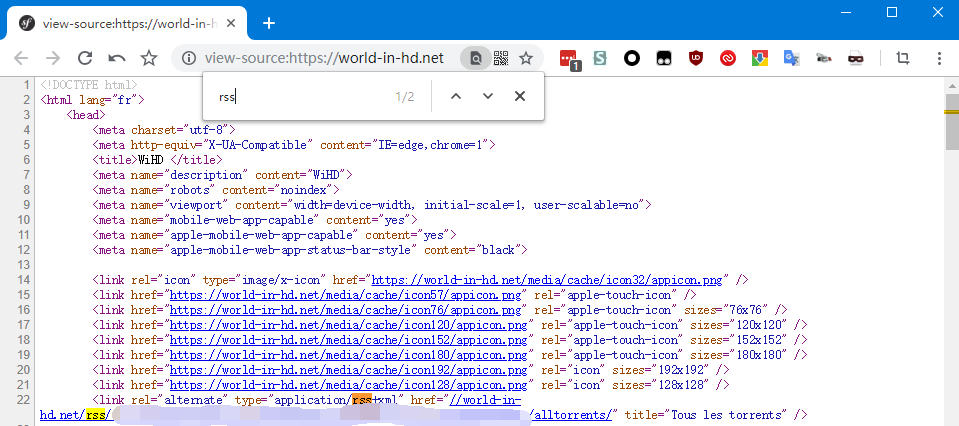 view-source:https://world-in-h
view-source:https://world-in-hd.net
1
rss
1/2
1 <!DOCTYPE html>
2 <html lang="fr">
3 <head>
4 <meta charset="utf-8">
5 <meta http-equiv="X-UA-Compatible" content="IE=edge,chrome=1">
6 <title>WiHD </title>
7 <meta name="description" content="WiHD">
8 <meta name="robots" content="noindex">
9 <meta name="viewport" content="width=device-width, initial-scale=1, user-scalable=no">
10 <meta name="mobile-web-app-capable" content="yes">
11 <meta name="apple-mobile-web-app-capable" content="yes">
12 <meta name="apple-mobile-web-app-status-bar-style" content="black">
13
14 <link rel="icon" type="image/x-icon" href="https://world-in-hd.net/media/cache/icon32/appicon.png" />
15 <link href="https://world-in-hd.net/media/cache/icon57/appicon.png" rel="apple-touch-icon" />
16 <link href="https://world-in-hd.net/media/cache/icon76/appicon.png" rel="apple-touch-icon" sizes="76x76" />
17 <link href="https://world-in-hd.net/media/cache/icon120/appicon.png" rel="apple-touch-icon" sizes="120x120" />
18 <link href="https://world-in-hd.net/media/cache/icon152/appicon.png" rel="apple-touch-icon" sizes="152x152" />
19 <link href="https://world-in-hd.net/media/cache/icon180/appicon.png" rel="apple-touch-icon" sizes="180x180" />
20 <link href="https://world-in-hd.net/media/cache/icon192/appicon.png" rel="icon" sizes="192x192" />
21 <link href="https://world-in-hd.net/media/cache/icon128/appicon.png" rel="icon" sizes="128x128" />
22 <link rel="alternate" type="application/rss+xml" href="//world-in-
hd.net/rss/ /alltorrents/" title="Tous les torrents" />